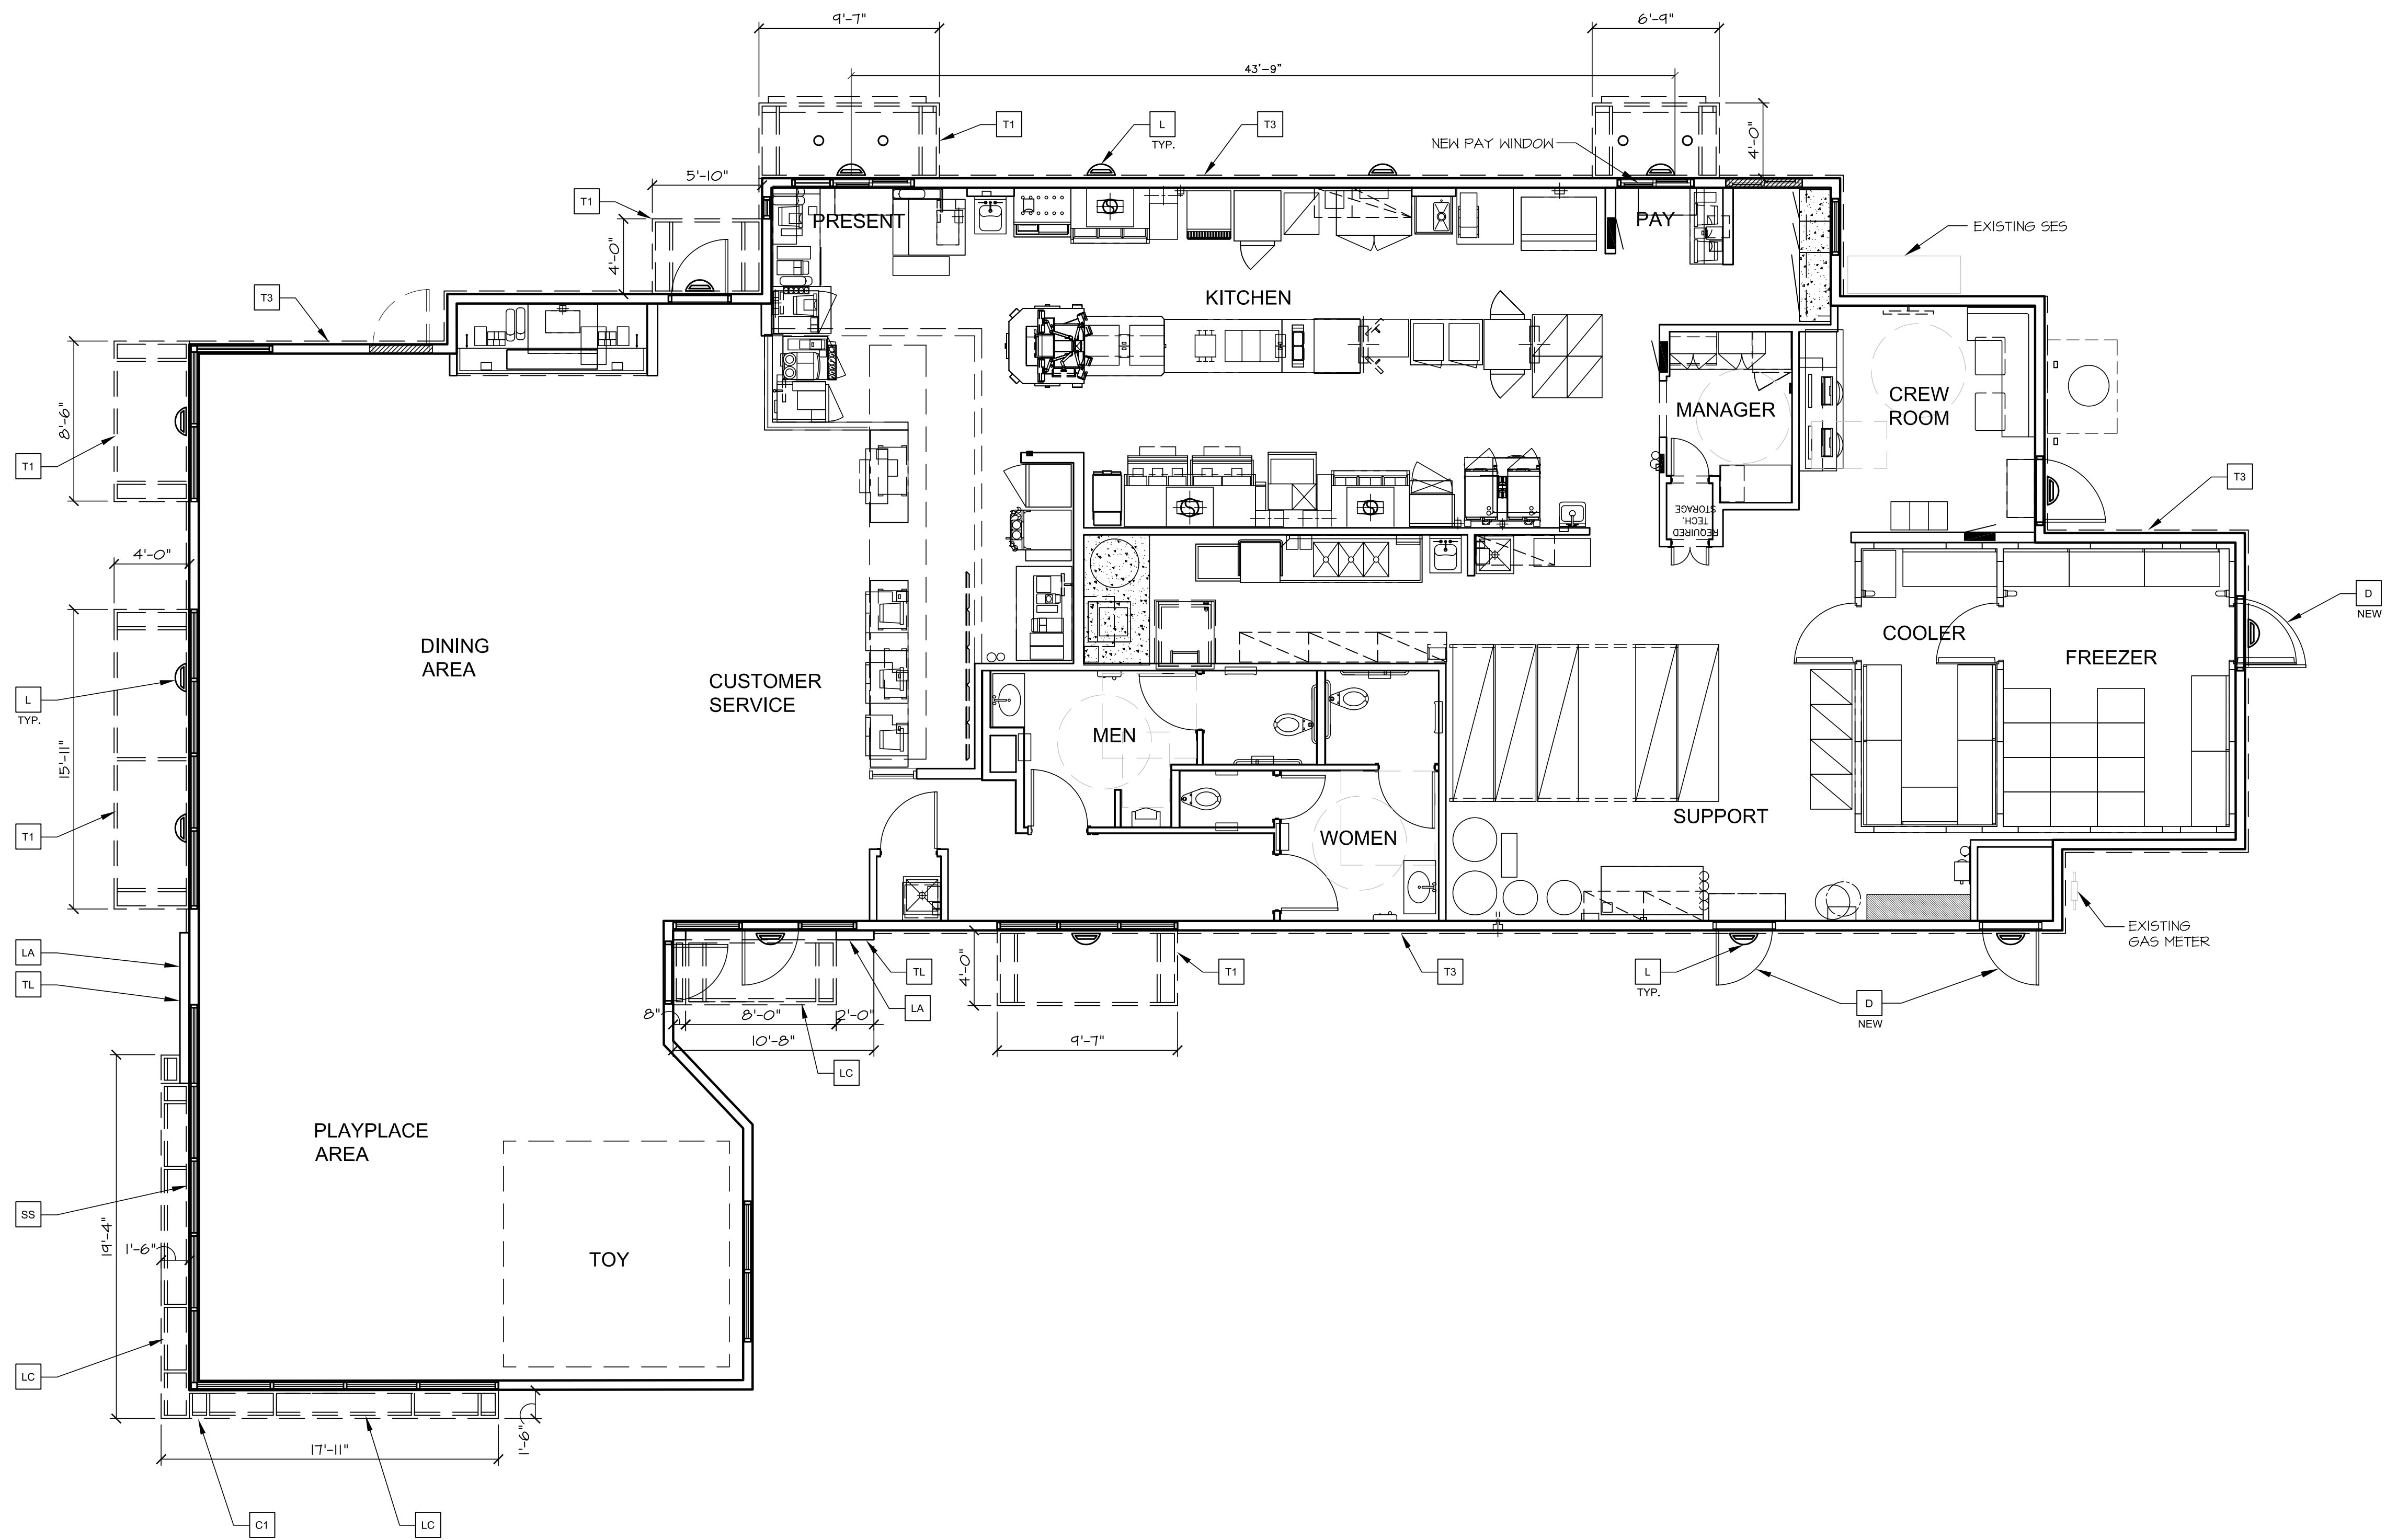 9'-7"
6'-9"
43'-9"
T1
L
TYP.
T3
NEW PAY WINDOW
4'-0"
5'-10"
T1
4'-0"
PRESENT
PAY
EXISTING SES
T3
KITCHEN
8'-6"
T1
MANAGER
CREW
ROOM
T3
REQUIRED
TECH.
STORAGE
4'-0"
D
NEW
DINING
AREA
COOLER
FREEZER
L
TYP.
CUSTOMER
SERVICE
15'-11"
MEN
T1
SUPPORT
WOMEN
LA
TL
TL
LA
4'-0"
T1
T3
L
TYP.
D
NEW
EXISTING
GAS METER
8"
8'-0"
2'-0"
10'-8"
9'-7"
LC
PLAYPLACE
AREA
SS
19'-4"
1'-6"
TOY
LC
1'-6"
17'-11"
C1
LC